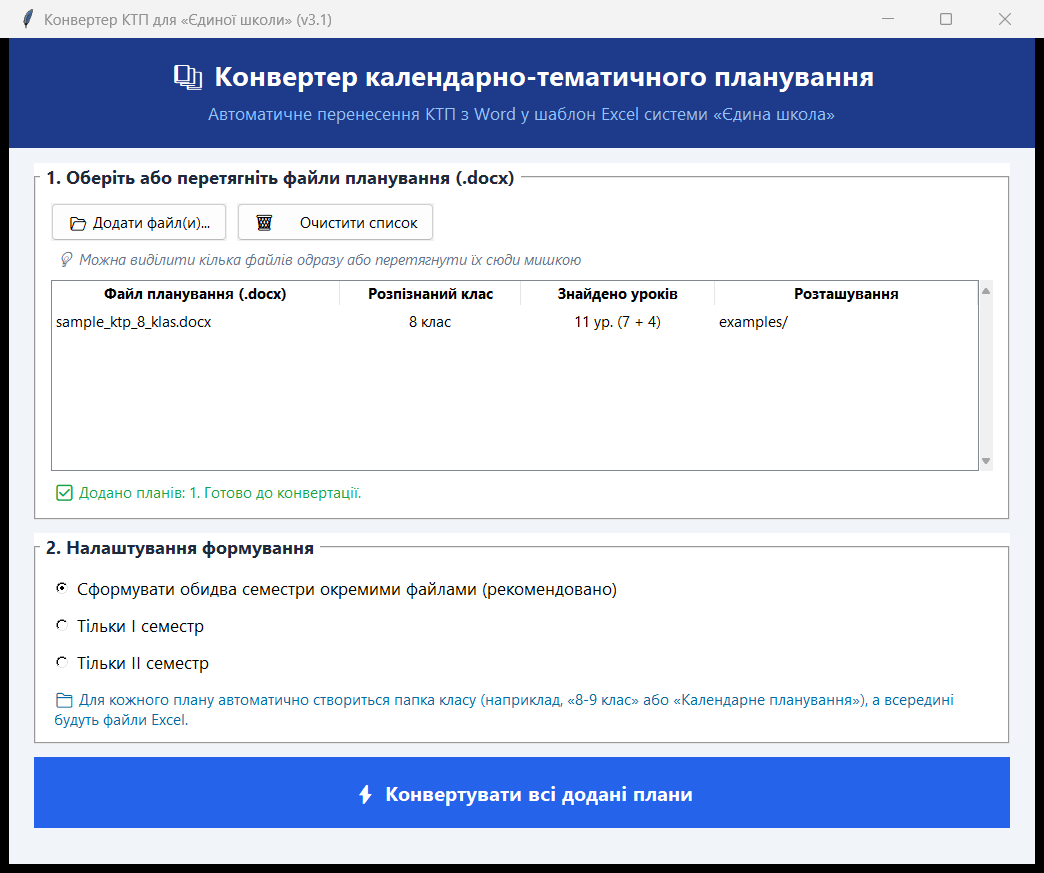 Конвертер КТП для «Єдиної школи» (v3.1)
Конвертер календарно-тематичного планування
Автоматичне перенесення КТП з Word у шаблон Excel системи «Єдина школа»
1. Оберіть або перетягніть файли планування (.docx)
Додати файл(и)... Очистити список
Можна виділити кілька файлів одразу або перетягнути їх сюди мишкою
Файл планування (.docx) Розпізнаний клас Знайдено уроків Розташування
sample_ktp_8_klas.docx 8 клас 11 ур. (7 + 4) examples/
Додано планів: 1. Готово до конвертації.
2. Налаштування формування
Сформувати обидва семестри окремими файлами (рекомендовано)
Тільки І семестр
Тільки ІІ семестр
Для кожного плану автоматично створиться папка класу (наприклад, «8-9 клас» або «Календарне планування»), а всередині
будуть файли Excel.
Конвертувати всі додані плани